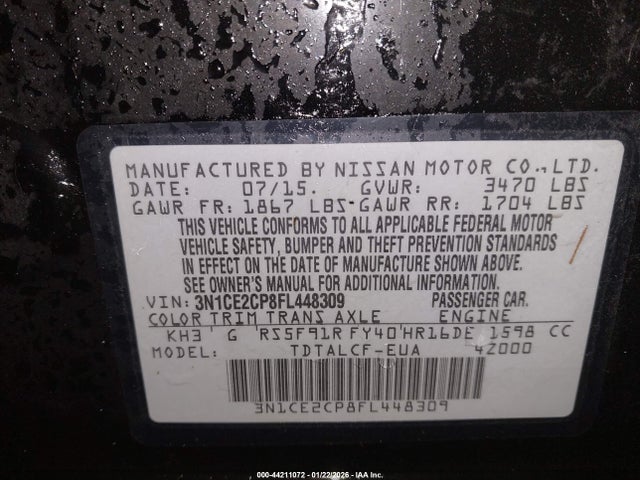 MANUFACTURED BY NISSAN MOTOR CO.,LTD.
DATE: 07/15. GVWR: 3470 LBS
GAWR FR: 1867 LBS GAWR RR: 1704 LBS
THIS VEHICLE CONFORMS TO ALL APPLICABLE FEDERAL MOTOR
VEHICLE SAFETY, BUMPER AND THEFT PREVENTION STANDARDS
IN EFFECT ON THE DATE OF MANUFACTURE SHOWN ABOVE.
SEE OWNER'S MANUAL FOR ADDITIONAL INFORMATION.
VIN: 3N1CE2CP8FL448309 PASSENGER CAR.
COLOR TRIM TRANS AXLE ENGINE
KH3 G RS5F91R FY40 HR16DE 1598 CC
MODEL: TDTALCF-EUA 4Z000
3N1CE2CP8FL448309
000-44211072 - 01/22/2026 - IAA Inc.